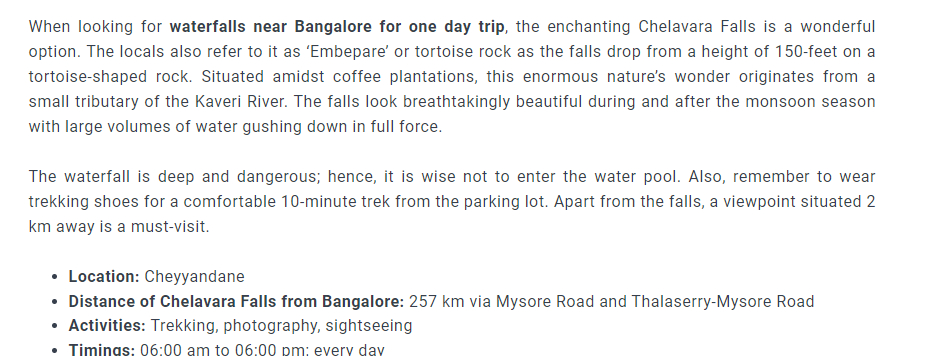 When looking for waterfalls near Bangalore for one day trip, the enchanting Chelavara Falls is a wonderful
option. The locals also refer to it as ‘Embepare’ or tortoise rock as the falls drop from a height of 150-feet on a
tortoise-shaped rock. Situated amidst coffee plantations, this enormous nature’s wonder originates from a
small tributary of the Kaveri River. The falls look breathtakingly beautiful during and after the monsoon season
with large volumes of water gushing down in full force.
The waterfall is deep and dangerous; hence, it is wise not to enter the water pool. Also, remember to wear
trekking shoes for a comfortable 10-minute trek from the parking lot. Apart from the falls, a viewpoint situated 2
km away is a must-visit.
• Location: Cheyyandane
• Distance of Chelavara Falls from Bangalore: 257 km via Mysore Road and Thalaserry-Mysore Road
• Activities: Trekking, photography, sightseeing
• Timings: 06:00 am to 06:00 pm; every day